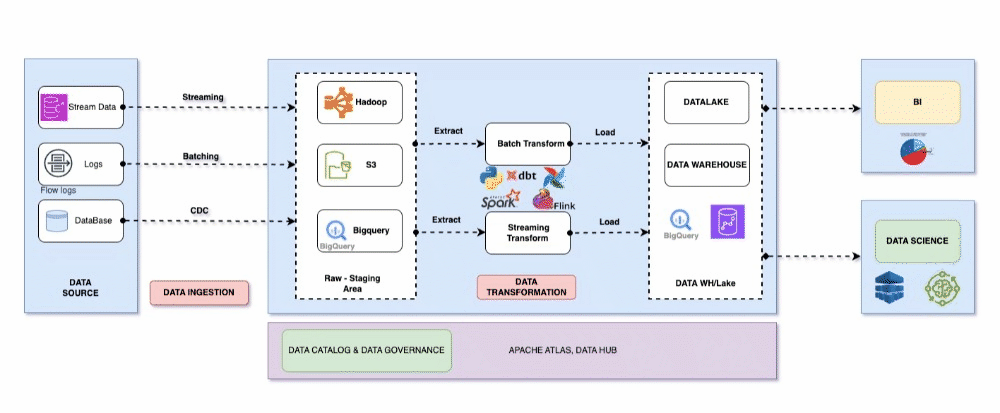 Stream Data
Logs
Flow logs
DataBase
DATA
SOURCE
Streaming
Batching
CDC
DATA INGESTION
Hadoop
S3
Bigquery
BigQuery
Raw - Staging
Area
Extract
Extract
Batch Transform
dbt
Spark
Flink
Streaming
Transform
DATA
TRANSFORMATION
Load
Load
DATALAKE
DATA WAREHOUSE
BigQuery
DATA WH/Lake
BI
DATA SCIENCE
DATA CATALOG & DATA GOVERNANCE
APACHE ATLAS, DATA HUB